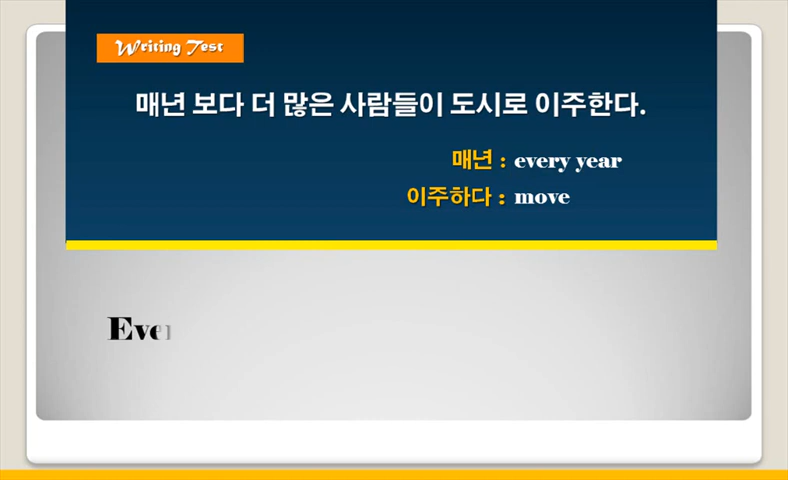 Writing Test
매년 보다 더 많은 사람들이 도시로 이주한다.
매년 : every year
이주하다 : move
Ever